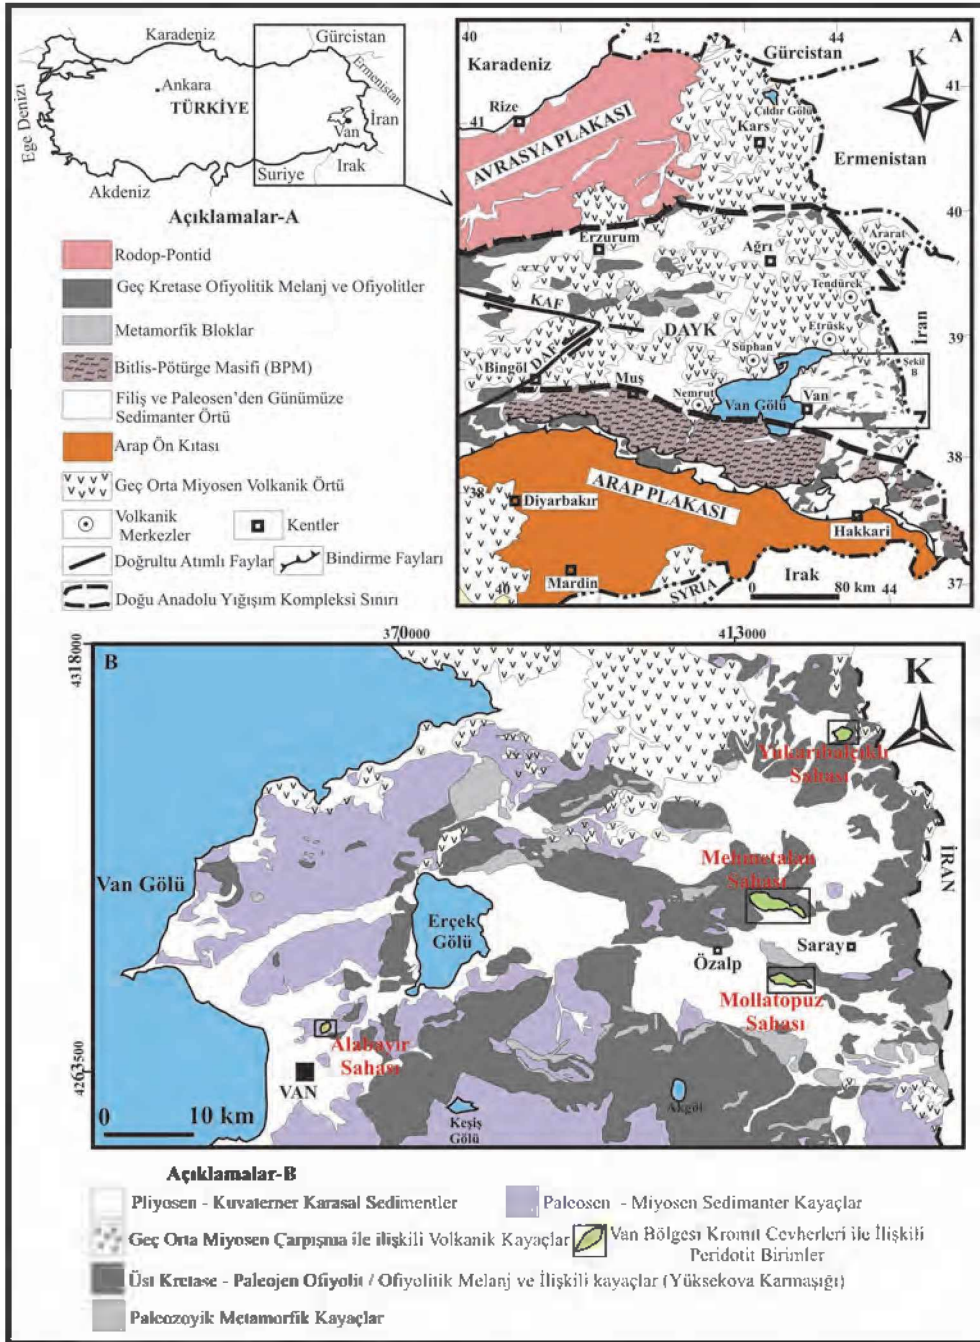 Karadeniz
Gürcistan
Ermenistan
Ankara
TÜRKİYE
Ege Denizi
Van
İran
Akdeniz
Suriye
Irak
40
42
44
A
Karadeniz
Gürcistan
K
41
Çıldır Gölü
Rize
41
Kars
AVRASYA PLAKASI
Ermenistan
40
Erzurum
Ağrı
Ararat
Tendürek
KAF
DAYK
Etrüsk
39
İran
DAF
Süphan
Şekil
B
Bingöl
Muş
Nemrut
Van Gölü
Van
38
ARAP PLAKASI
38
Diyarbakır
Hakkari
Mardin
Irak
37
40
SYRIA
0
80 km
44
Açıklamalar-A
Rodop-Pontid
Geç Kretase Ofiyolitik Melanj ve Ofiyolitler
Metamorfik Bloklar
Bitlis-Pötürge Masifi (BPM)
Filiş ve Paleosen'den Günümüze
Sedimanter Örtü
Arap Ön Kıtası
Geç Orta Miyosen Volkanik Örtü
Volkanik
Merkezler
Kentler
Doğrultu Atımlı Faylar
Bindirme Fayları
Doğu Anadolu Yığışım Kompleksi Sınırı
370000
413000
4318000
B
K
Yukarıbalçıklı
Sahası
İRAN
Mehmetalan
Sahası
Van Gölü
Erçek
Gölü
Özalp
Saray
Mollatopuz
Sahası
Alabayır
Sahası
4263500
VAN
Akgöl
Keşiş
Gölü
0
10 km
Açıklamalar-B
Pliyosen - Kuvaterner Karasal Sedimentler
Paleosen - Miyosen Sedimanter Kayaçlar
Geç Orta Miyosen Çarpışma ile ilişkili Volkanik Kayaçlar
Van Bölgesi Kromit Cevherleri ile İlişkili
Peridotit Birimler
Üst Kretase - Paleojen Ofiyolit / Ofiyolitik Melanj ve İlişkili kayaçlar (Yüksekova Karmaşığı)
Paleozoyik Metamorfik Kayaçlar